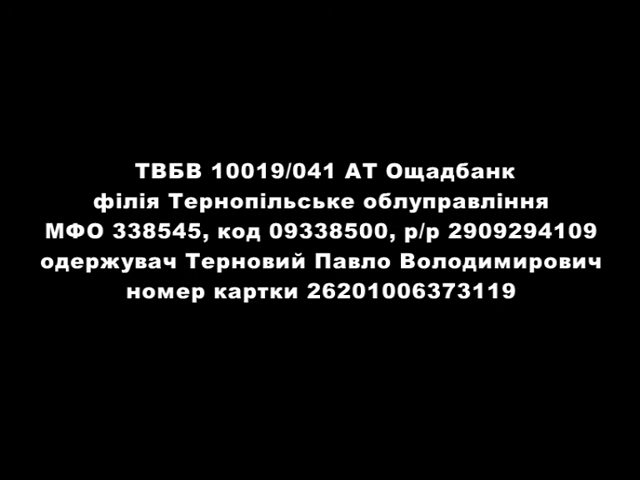 ТВБВ 10019/041 АТ Ощадбанк
філія Тернопільське облуправління
МФО 338545, код 09338500, р/р 2909294109
одержувач Терновий Павло Володимирович
номер картки 26201006373119